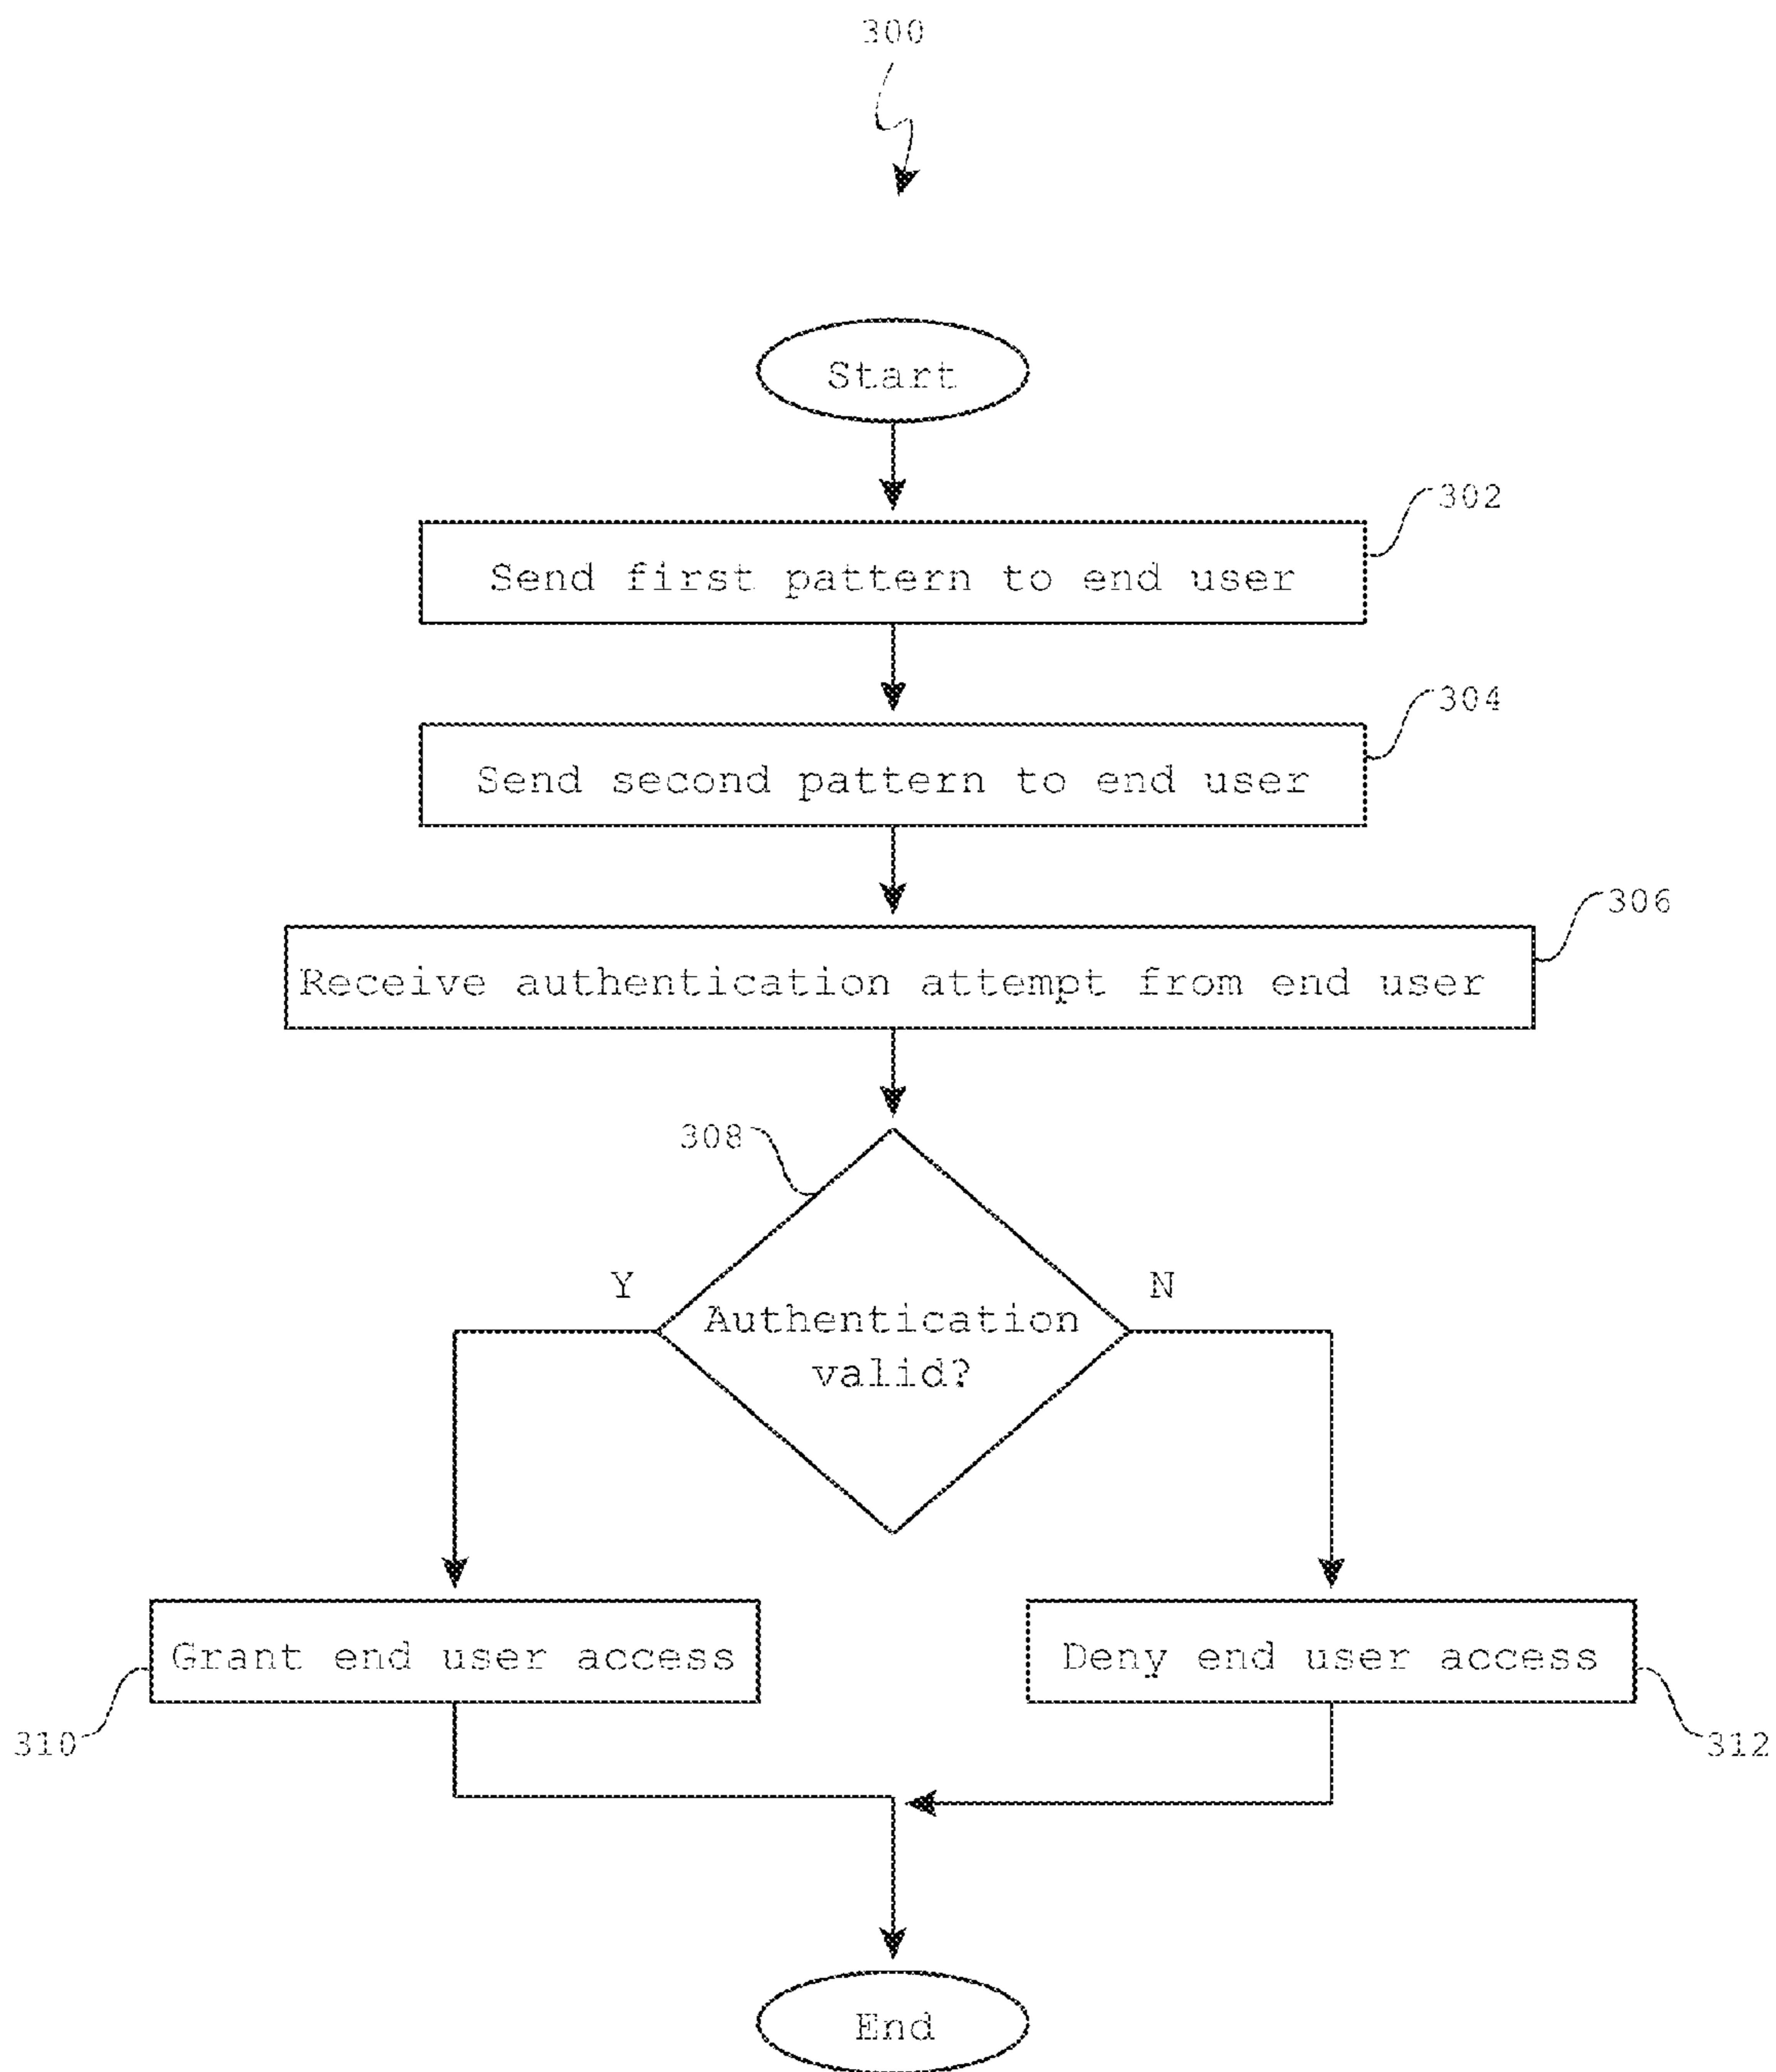 300
Start
302
Send first pattern to end user
304
Send second pattern to end user
306
Receive authentication attempt from end user
308
Y
N
Authentication
valid?
Grant end user access
Deny end user access
310
312
End